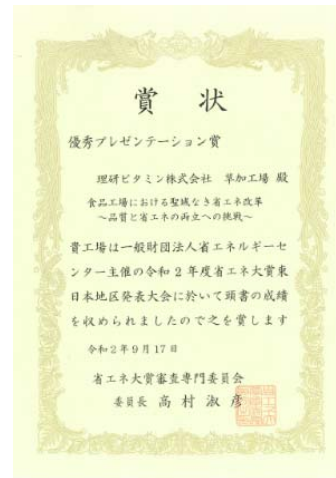 賞状
優秀プレゼンテーション賞
理研ビタミン株式会社 草加工場 殿
食品工場における聖域なき省エネ改革
～品質と省エネの両立への挑戦～
貴工場は一般財団法人省エネルギーセ
ンター主催の令和2年度省エネ大賞東
日本地区発表大会に於いて頭書の成績
を収められましたので之を賞します
令和2年9月17日
省エネ大賞審査専門委員会
委員長 高村淑彦